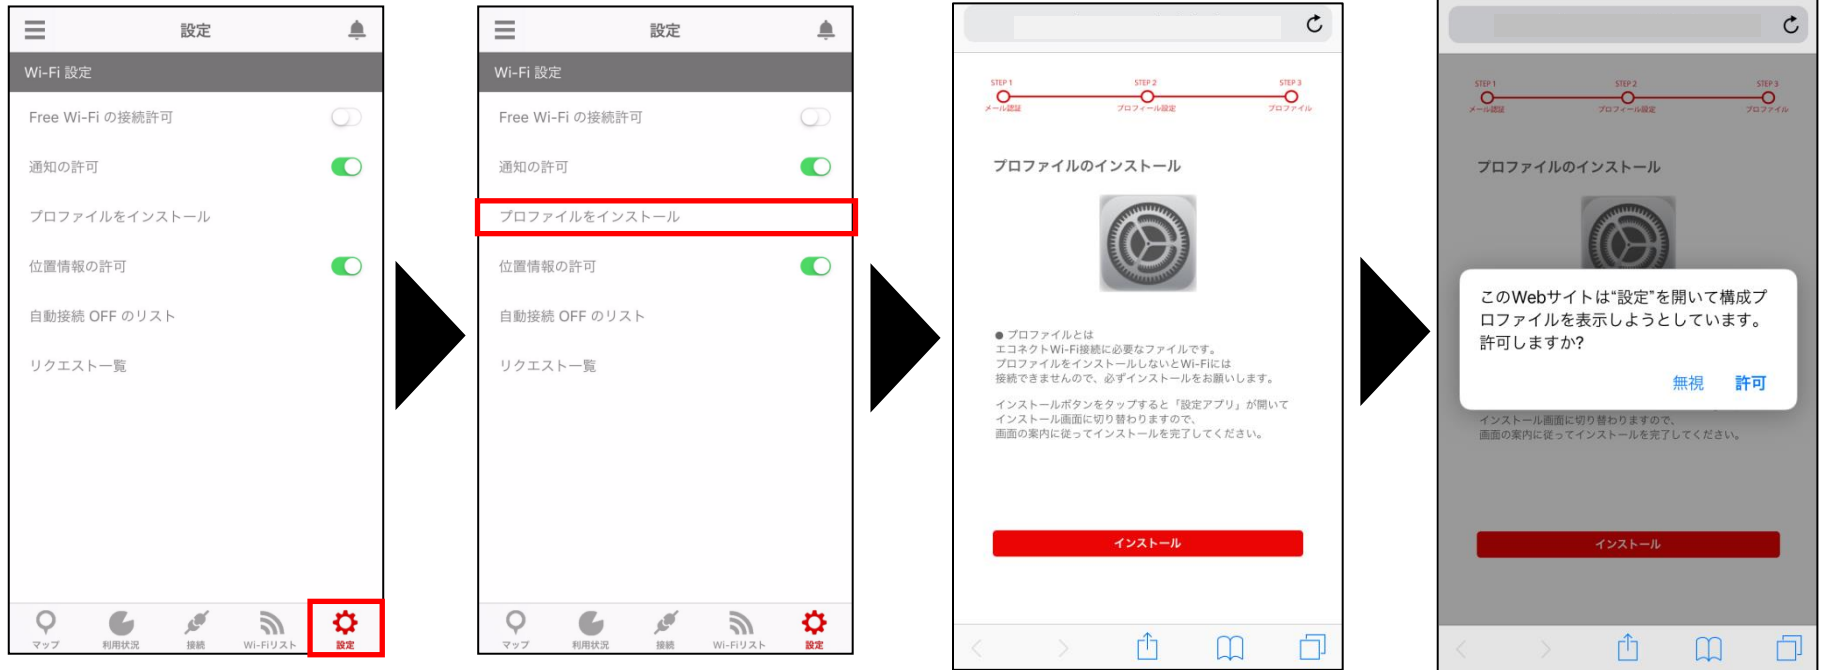 設定
Wi-Fi 設定
Free Wi-Fi の接続許可
通知の許可
プロファイルをインストール
位置情報の許可
自動接続 OFF のリスト
リクエスト一覧
マップ
利用状況
接続
Wi-Fiリスト
設定
設定
Wi-Fi 設定
Free Wi-Fi の接続許可
通知の許可
プロファイルをインストール
位置情報の許可
自動接続 OFF のリスト
リクエスト一覧
マップ
利用状況
接続
Wi-Fiリスト
設定
STEP 1
STEP 2
STEP 3
メール認証
プロフィール設定
プロファイル
プロファイルのインストール
● プロファイルとは
エコネクトWi-Fi接続に必要なファイルです。
プロファイルをインストールしないとWi-Fiには
接続できませんので、必ずインストールをお願いします。
インストールボタンをタップすると「設定アプリ」が開いて
インストール画面に切り替わりますので、
画面の案内に従ってインストールを完了してください。
インストール
STEP 1
STEP 2
STEP 3
メール認証
プロフィール設定
プロファイル
プロファイルのインストール
このWebサイトは“設定”を開いて構成プ
ロファイルを表示しようとしています。
許可しますか?
無視
許可
インストール画面に切り替わりますので、
画面の案内に従ってインストールを完了してください。
インストール